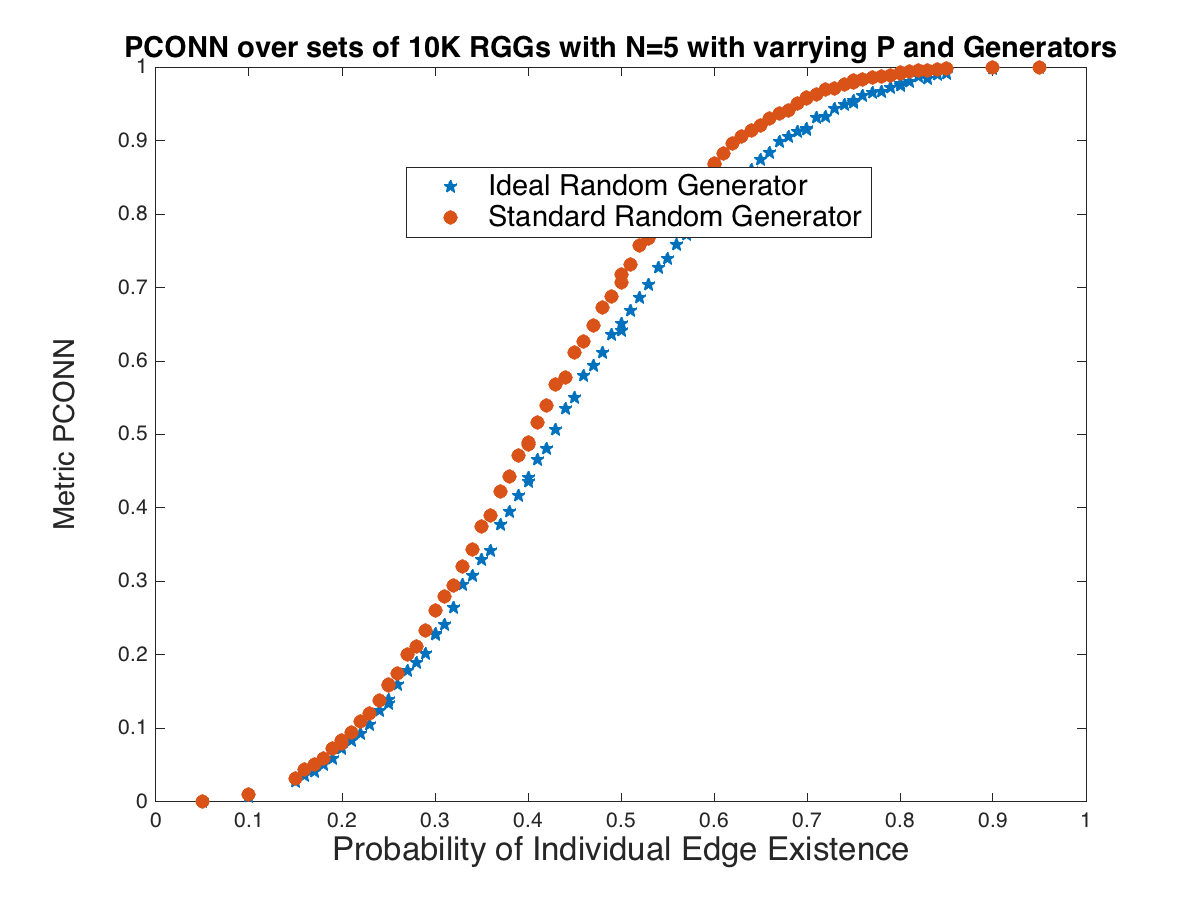 PCONN over sets of 10K RGGs with N=5 with varrying P and Generators
1
0.9
0.8
0.7
0.6
0.5
0.4
0.3
0.2
0.1
0
Metric PCONN
Ideal Random Generator
Standard Random Generator
0 0.1 0.2 0.3 0.4 0.5 0.6 0.7 0.8 0.9 1
Probability of Individual Edge Existence